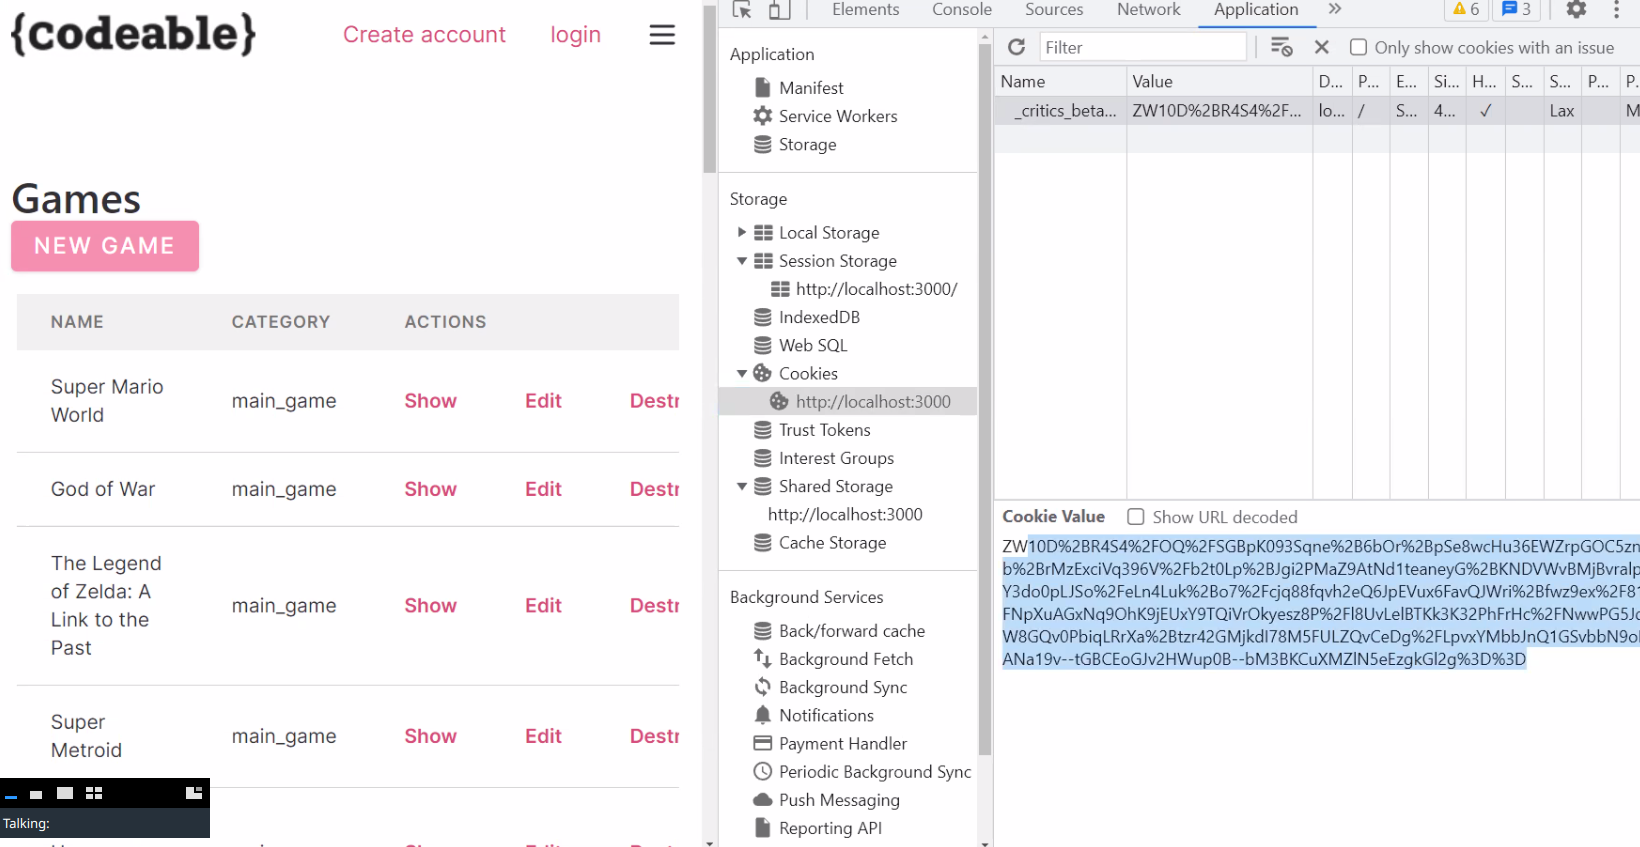 {Codeable}
Create account
login
Games
NEW GAME
NAME CATEGORY ACTIONS
Super Mario
World
main_game Show Edit Destr
God of War main_game Show Edit Destr
The Legend
of Zelda: A
Link to the
Past
main_game Show Edit Destr
Super
Metroid
main_game Show Edit Destr
Talking:
Elements Console Sources Network Application 6 3
Application
Manifest
Service Workers
Storage
Storage
Local Storage
Session Storage
http://localhost:3000/
IndexedDB
Web SQL
Cookies
http://localhost:3000
Trust Tokens
Interest Groups
Shared Storage
http://localhost:3000
Cache Storage
Background Services
Back/forward cache
Background Fetch
Background Sync
Notifications
Payment Handler
Periodic Background Sync
Push Messaging
Reporting API
Filter
Only show cookies with an issue
Name Value D... P... E... Si... H... S... S... P... P.
_critics_beta... ZW10D%2BR4S4%2F... lo... / S... 4... ✓ Lax M
Cookie Value Show URL decoded
ZW10D%2BR4S4%2FOQ%2FSGBpK093Sqne%2B6bOr%2BpSe8wcHu36EWZrpGOC5zn
b%2BrMzExciVq396V%2Fb2t0Lp%2BJgi2PMaZ9AtNd1teaneyG%2BKNDVWvBMjBvralp
Y3do0pLJSo%2FeLn4Luk%2Bo7%2Fcjq88fqvh2eQ6JpEVux6FavQJWri%2Bfwz9ex%2F81
FNpXuAGxNq9OhK9jEUxY9TQiVrOkyesz8P%2Fl8UvLelBTKk3K32PhFrHc%2FNwwPG5J
W8GQv0PbiqLRrXa%2Btzr42GMjkdI78M5FULZQvCeDg%2FLpvxYMbbJnQ1GSvbbN9o
ANa19v--tGBCEoGJv2HWup0B--bM3BKCuXMZlN5eEzgkGl2g%3D%3D